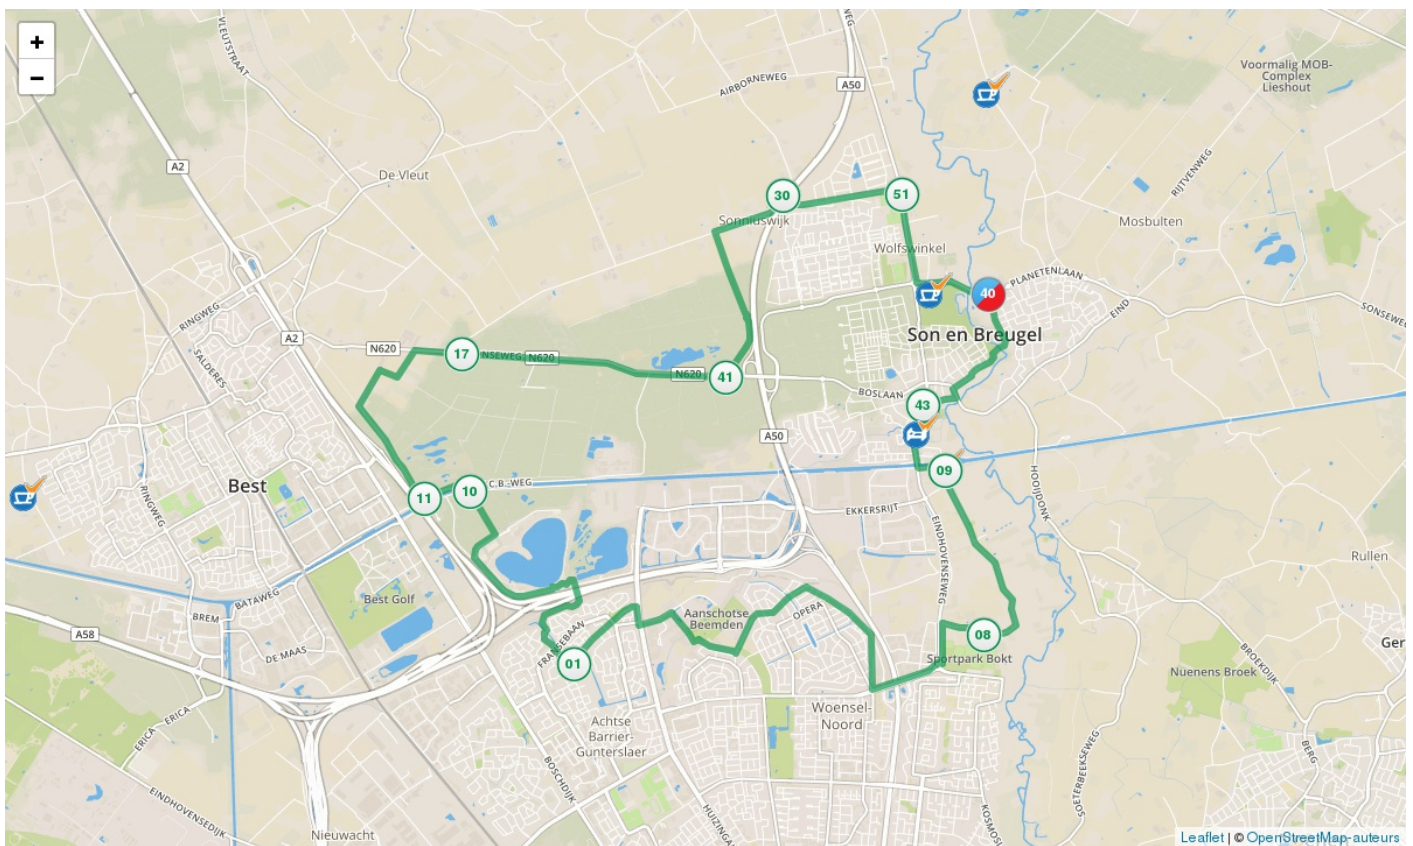 +
−
VLEUTSTRAAT
WEG
A50
AIRBORNEWEG
Voormalig MOB-
Complex
Lieshout
A2
De Vleut
RIJTVENWEG
30
51
Sonniuswijk
Mosbulten
Wolfswinkel
PLANETENLAAN
40
RINGWEG
EIND
SONSEWEG
Son en Breugel
A2
N620
17
NSEWEG
N620
SALDERES
N620
41
BOSLAAN
43
A50
Best
11
10
C.B.-WEG
09
HOOIJDONK
RINGWEG
EKKERSRIJT
EINDHOVENSEWEG
Rullen
BATAWEG
Best Golf
BREM
Aanschotse
Beemden
OPERA
A58
FRANSEBAAN
08
DE MAAS
01
Sportpark Bokt
Ger
BROEKDIJK
Nuenens Broek
ERICA
ERICA
Woensel-
Noord
Achtse
Barrier-
Gunterslaer
BOSCHDIJK
SOETERBEEKSEWEG
BERG
EINDHOVENSEDIJK
HUIZINGA
KOSMOS
Nieuwacht
Leaflet | © OpenStreetMap-auteurs